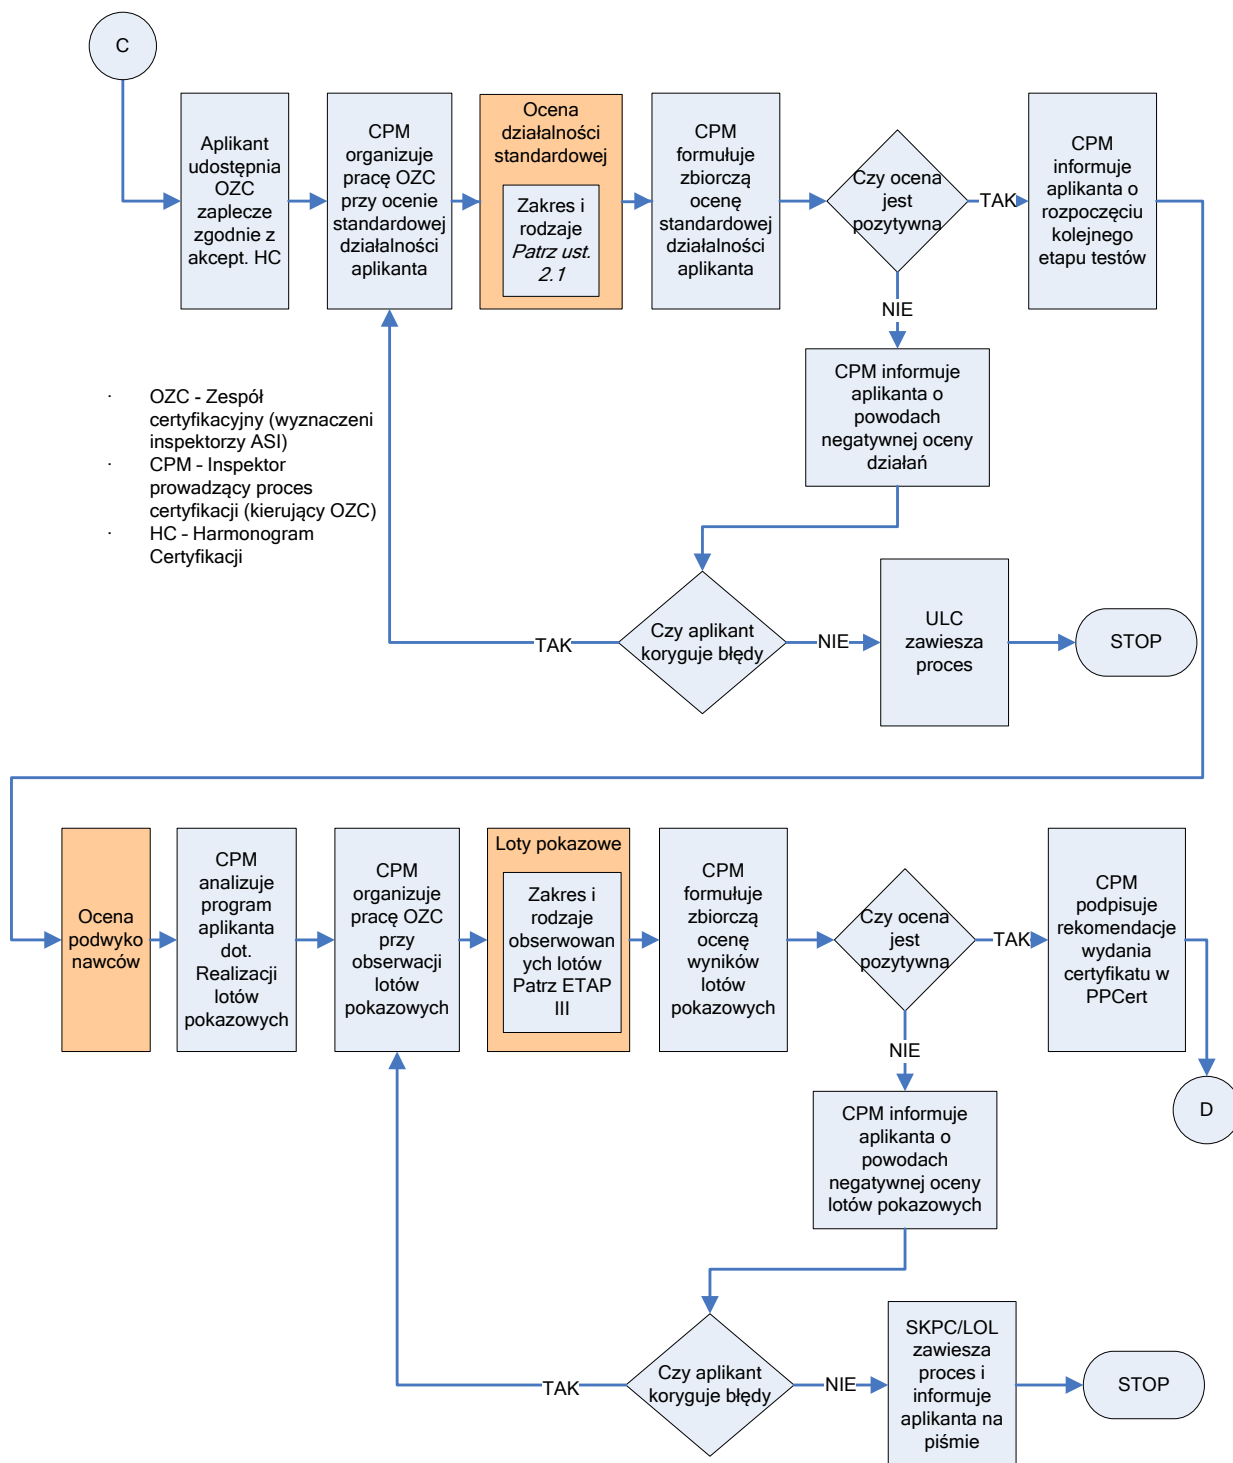 C
Aplikant
udostępnia
OZC
zaplecze
zgodnie z
akcept. HC
CPM
organizuje
pracę OZC
przy ocenie
standardowej
działalności
aplikanta
Ocena
działalności
standardowej
Zakres i
rodzaje
Patrz ust.
2.1
CPM
formułuje
zbiorczą
ocenę
standardowej
działalności
aplikanta
Czy ocena
jest
pozytywna
TAK
CPM
informuje
aplikanta o
rozpoczęciu
kolejnego
etapu testów
NIE
CPM informuje
aplikanta o
powodach
negatywnej oceny
działań
· OZC - Zespół
certyfikacyjny (wyznaczeni
inspektorzy ASI)
· CPM - Inspektor
prowadzący proces
certyfikacji (kierujący OZC)
· HC - Harmonogram
Certyfikacji
Czy aplikant
koryguje błędy
TAK
NIE
ULC
zawiesza
proces
STOP
Ocena
podwyko
nawców
CPM
analizuje
program
aplikanta
dot.
Realizacji
lotów
pokazowych
CPM
organizuje
pracę OZC
przy
obserwacji
lotów
pokazowych
Loty pokazowe
Zakres i
rodzaje
obserwowan
ych lotów
Patrz ETAP
III
CPM
formułuje
zbiorczą
ocenę
wyników
lotów
pokazowych
Czy ocena
jest
pozytywna
TAK
CPM
podpisuje
rekomendacje
wydania
certyfikatu w
PPCert
D
NIE
CPM informuje
aplikanta o
powodach
negatywnej oceny
lotów pokazowych
Czy aplikant
koryguje błędy
TAK
NIE
SKPC/LOL
zawiesza
proces i
informuje
aplikanta na
piśmie
STOP